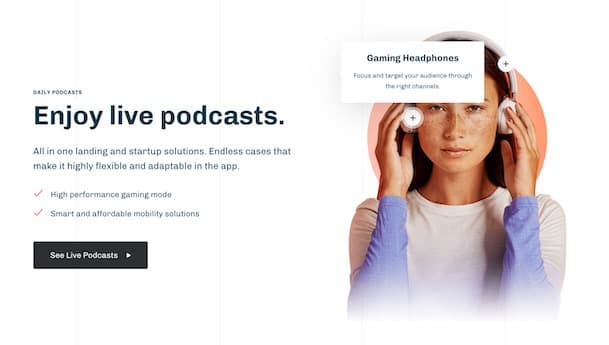 DAILY PODCASTS
Enjoy live podcasts.
All in one landing and startup solutions. Endless cases that
make it highly flexible and adaptable in the app.
High performance gaming mode
Smart and affordable mobility solutions
See Live Podcasts
Gaming Headphones
Focus and target your audience through
the right channels.